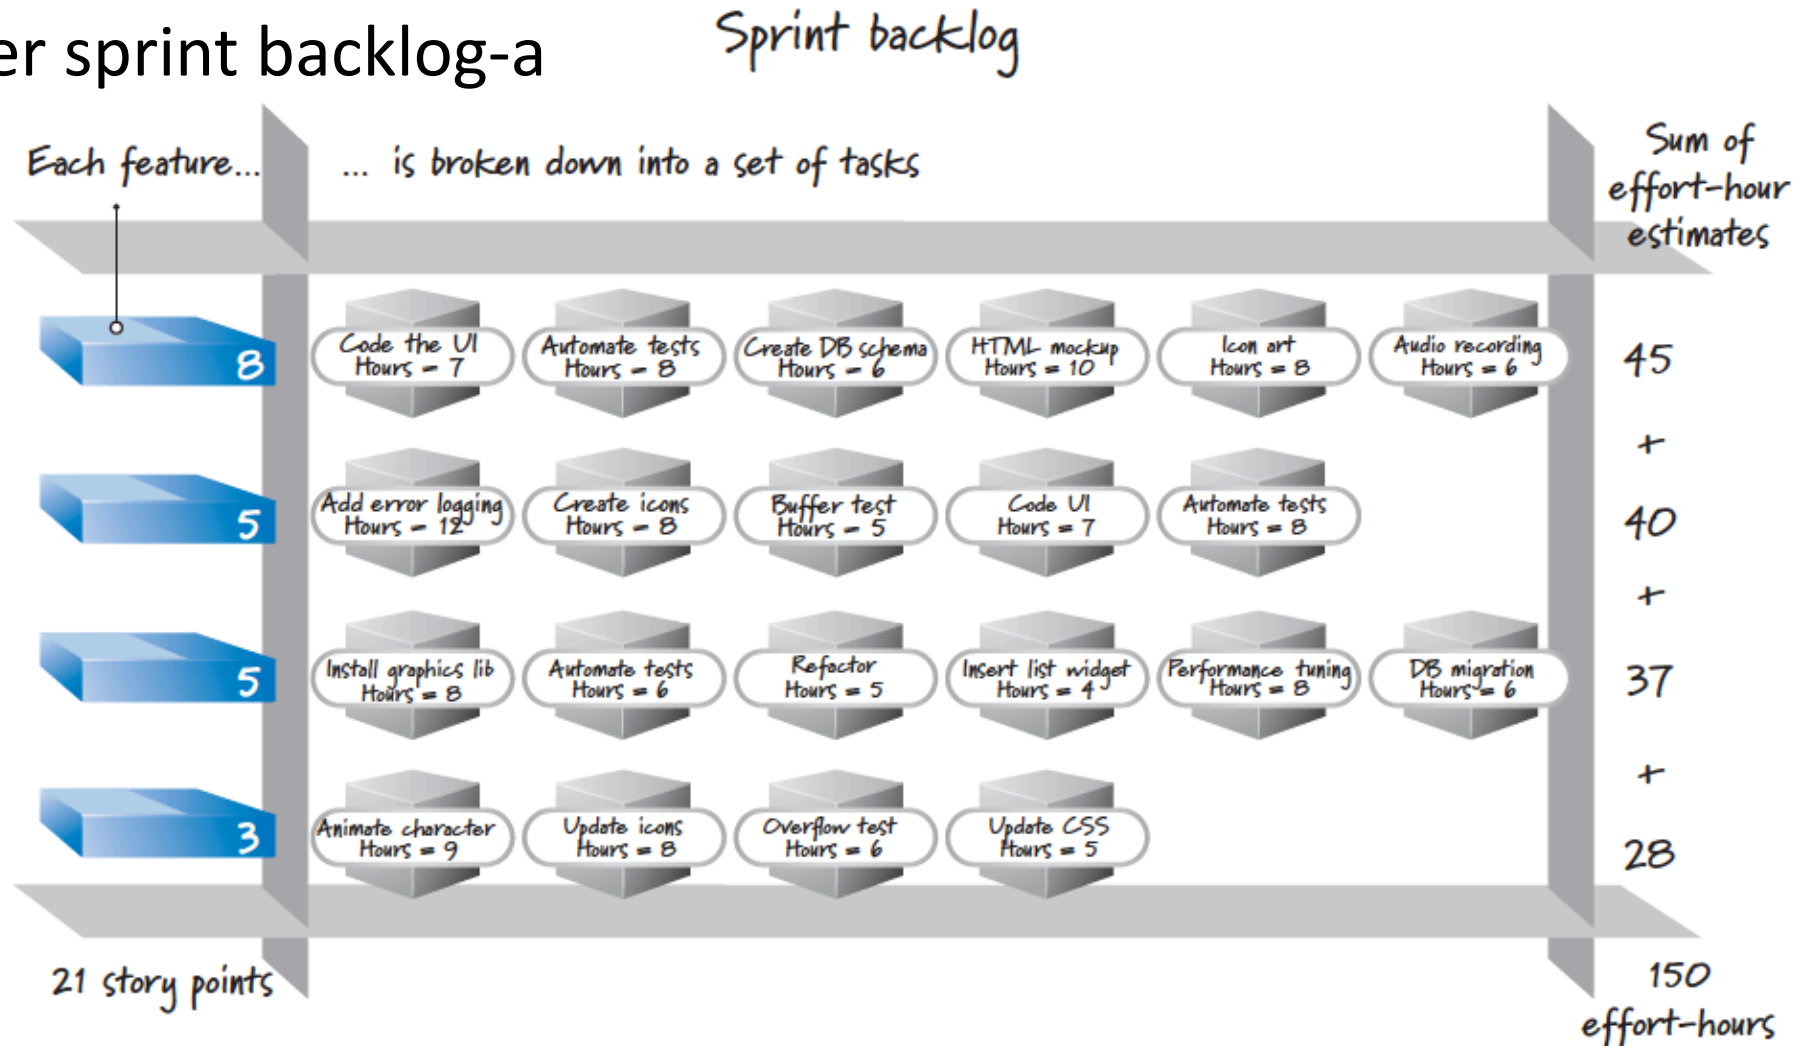 er sprint backlog-a
Sprint backlog
Each feature...
... is broken down into a set of tasks
Sum of
effort-hour
estimates
8
Code the UI
Hours = 7
Automate tests
Hours = 8
Create DB schema
Hours = 6
HTML mockup
Hours = 10
Icon art
Hours = 8
Audio recording
Hours = 6
45
+
5
Add error logging
Hours = 12
Create icons
Hours = 8
Buffer test
Hours = 5
Code UI
Hours = 7
Automate tests
Hours = 8
40
+
5
Install graphics lib
Hours = 8
Automate tests
Hours = 6
Refactor
Hours = 5
Insert list widget
Hours = 4
Performance tuning
Hours = 8
DB migration
Hours = 6
37
+
3
Animate character
Hours = 9
Update icons
Hours = 8
Overflow test
Hours = 6
Update CSS
Hours = 5
28
21 story points
150
effort-hours